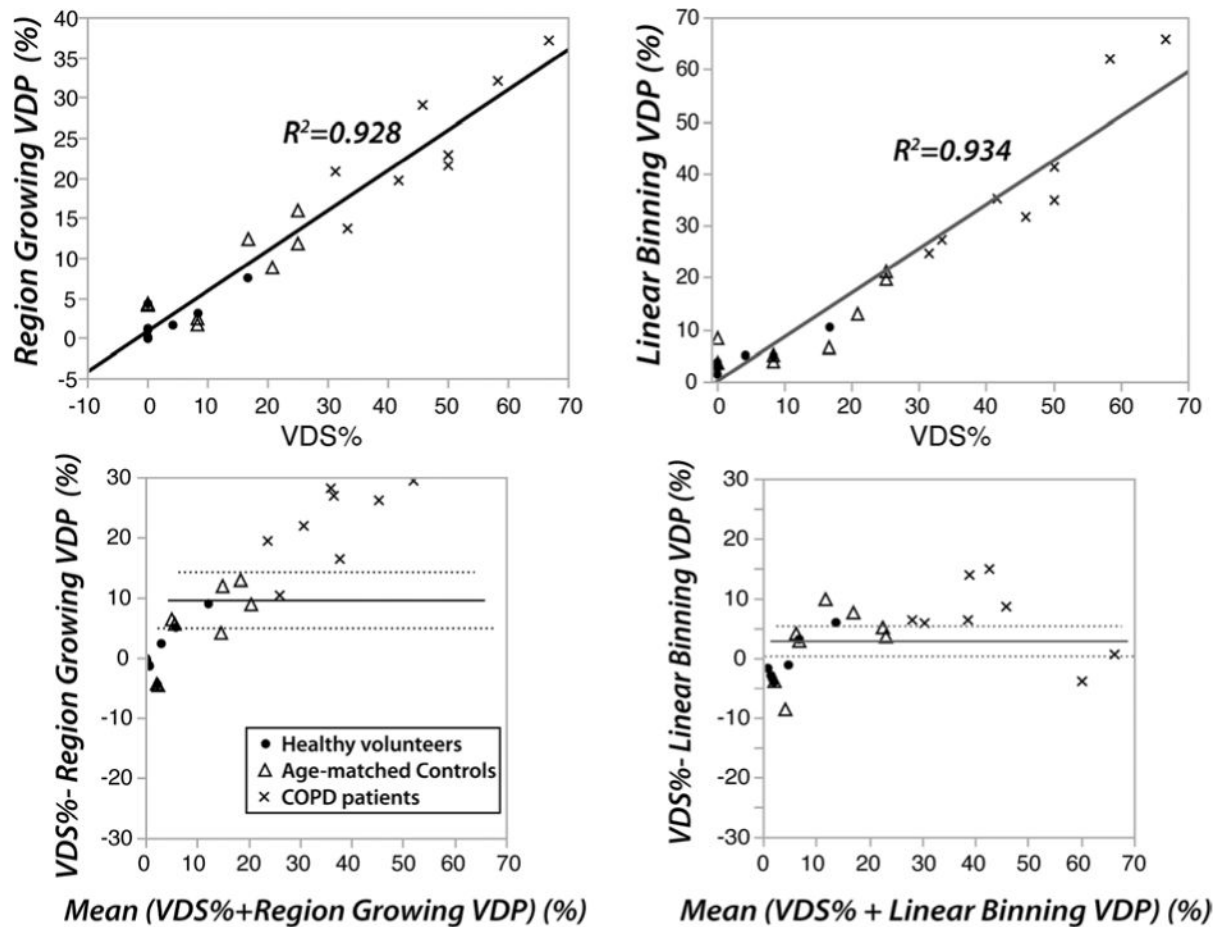 Region Growing VDP (%)
40
35
30
25
20
15
10
5
0
-5
R²=0.928
-10 0 10 20 30 40 50 60 70
VDS%
Linear Binning VDP (%)
70
60
50
40
30
20
10
0
R²=0.934
0 10 20 30 40 50 60 70
VDS%
VDS%- Region Growing VDP (%)
30
20
10
0
-10
-20
-30
Healthy volunteers
Age-matched Controls
COPD patients
0 10 20 30 40 50 60 70
Mean (VDS%+Region Growing VDP) (%)
VDS%- Linear Binning VDP (%)
30
20
10
0
-10
-20
-30
0 10 20 30 40 50 60 70
Mean (VDS% + Linear Binning VDP) (%)